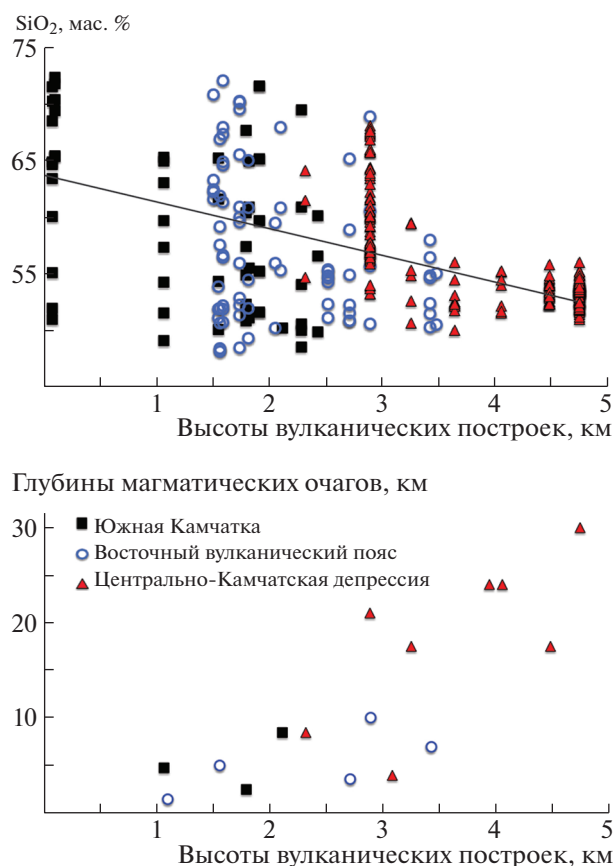 SiO2, мас. %
75
65
55
1 2 3 4 5
Высоты вулканических построек, км
Глубины магматических очагов, км
30
Южная Камчатка
Восточный вулканический пояс
Центрально-Камчатская депрессия
20
10
1 2 3 4 5
Высоты вулканических построек, км